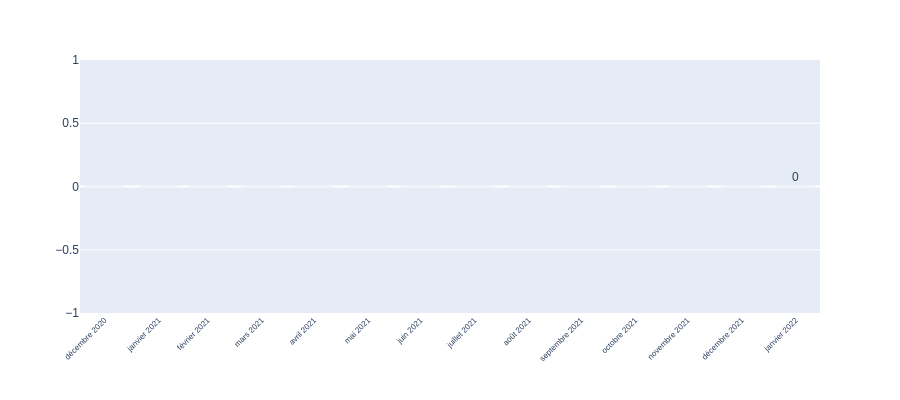 1
0.5
0
−0.5
−1
0
décembre 2020
janvier 2021
février 2021
mars 2021
avril 2021
mai 2021
juin 2021
juillet 2021
août 2021
septembre 2021
octobre 2021
novembre 2021
décembre 2021
janvier 2022